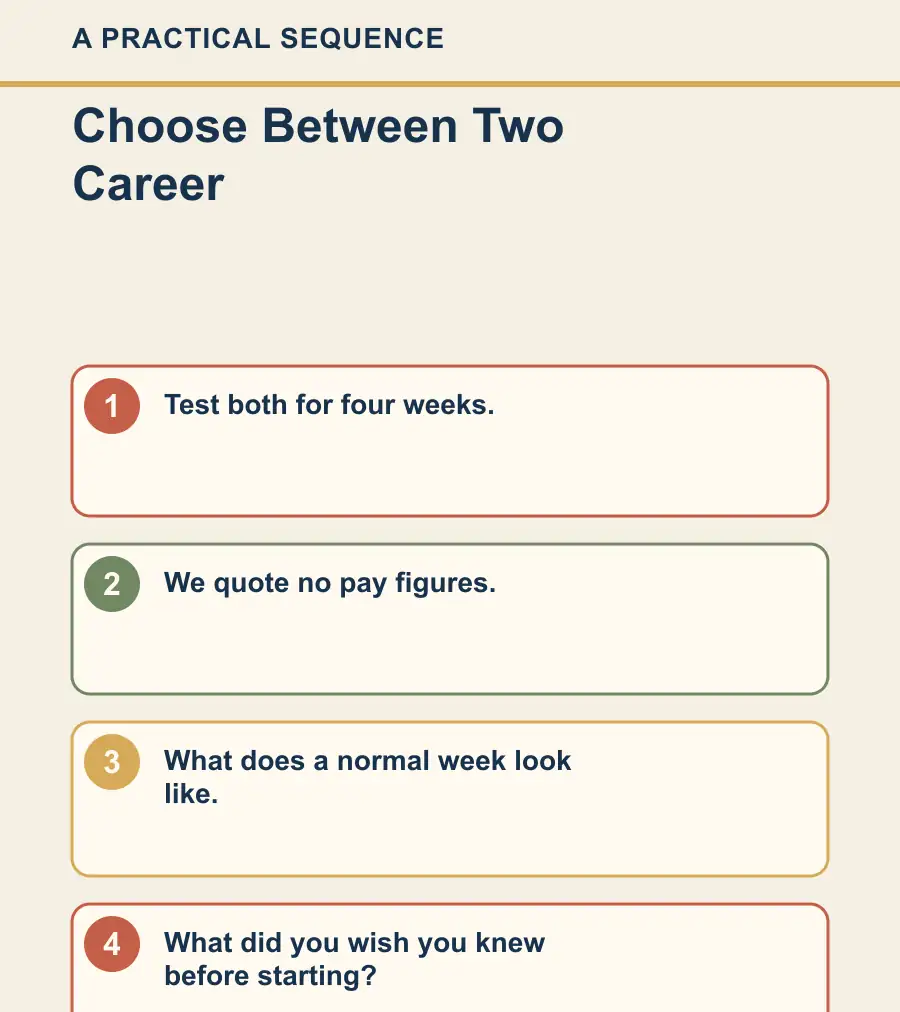 A PRACTICAL SEQUENCE
Choose Between Two
Career
1
Test both for four weeks.
2
We quote no pay figures.
3
What does a normal week look
like.
4
What did you wish you knew
before starting?